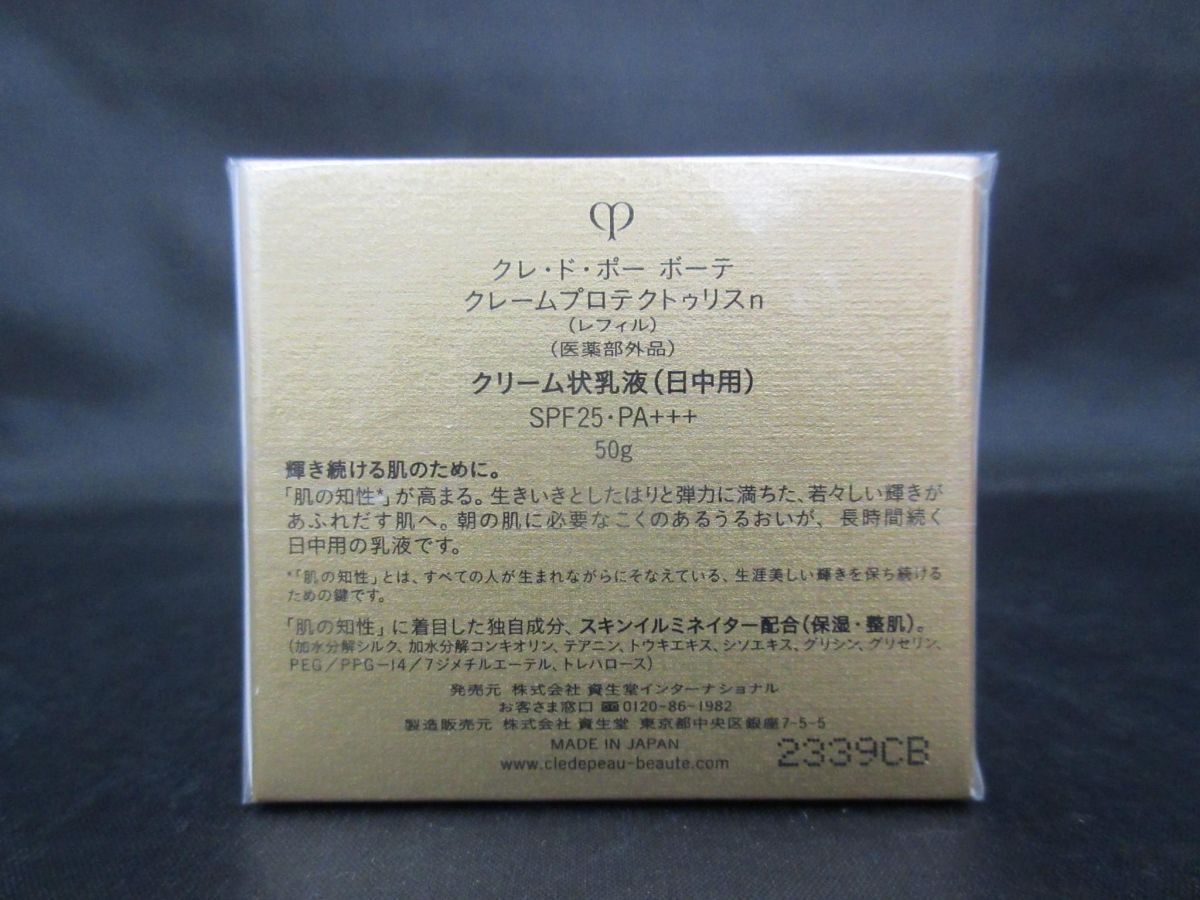 クレ・ド・ポー ボーテ
クレームプロテクトゥリスn
(レフィル)
(医薬部外品)
クリーム状乳液(日中用)
SPF25・PA+++
50g
輝き続ける肌のために。
「肌の知性*」が高まる。生きいきとしたはりと弾力に満ちた、若々しい輝きが
あふれだす肌へ。朝の肌に必要なこくのあるうるおいが、長時間続く
日中用の乳液です。
*「肌の知性」とは、すべての人が生まれながらにそなえている、生涯美しい輝きを保ち続ける
ための鍵です。
「肌の知性」に着目した独自成分、スキンイルミネイター配合(保湿・整肌)。
(加水分解シルク、加水分解コンキオリン、テアニン、トウキエキス、シソエキス、グリシン、グリセリン、
PEG/PPG-14/7ジメチルエーテル、トレハロース)
発売元 株式会社 資生堂インターナショナル
お客さま窓口 0120-86-1982
製造販売元 株式会社 資生堂 東京都中央区銀座7-5-5
MADE IN JAPAN
www.cledepeau-beaute.com
2339CB